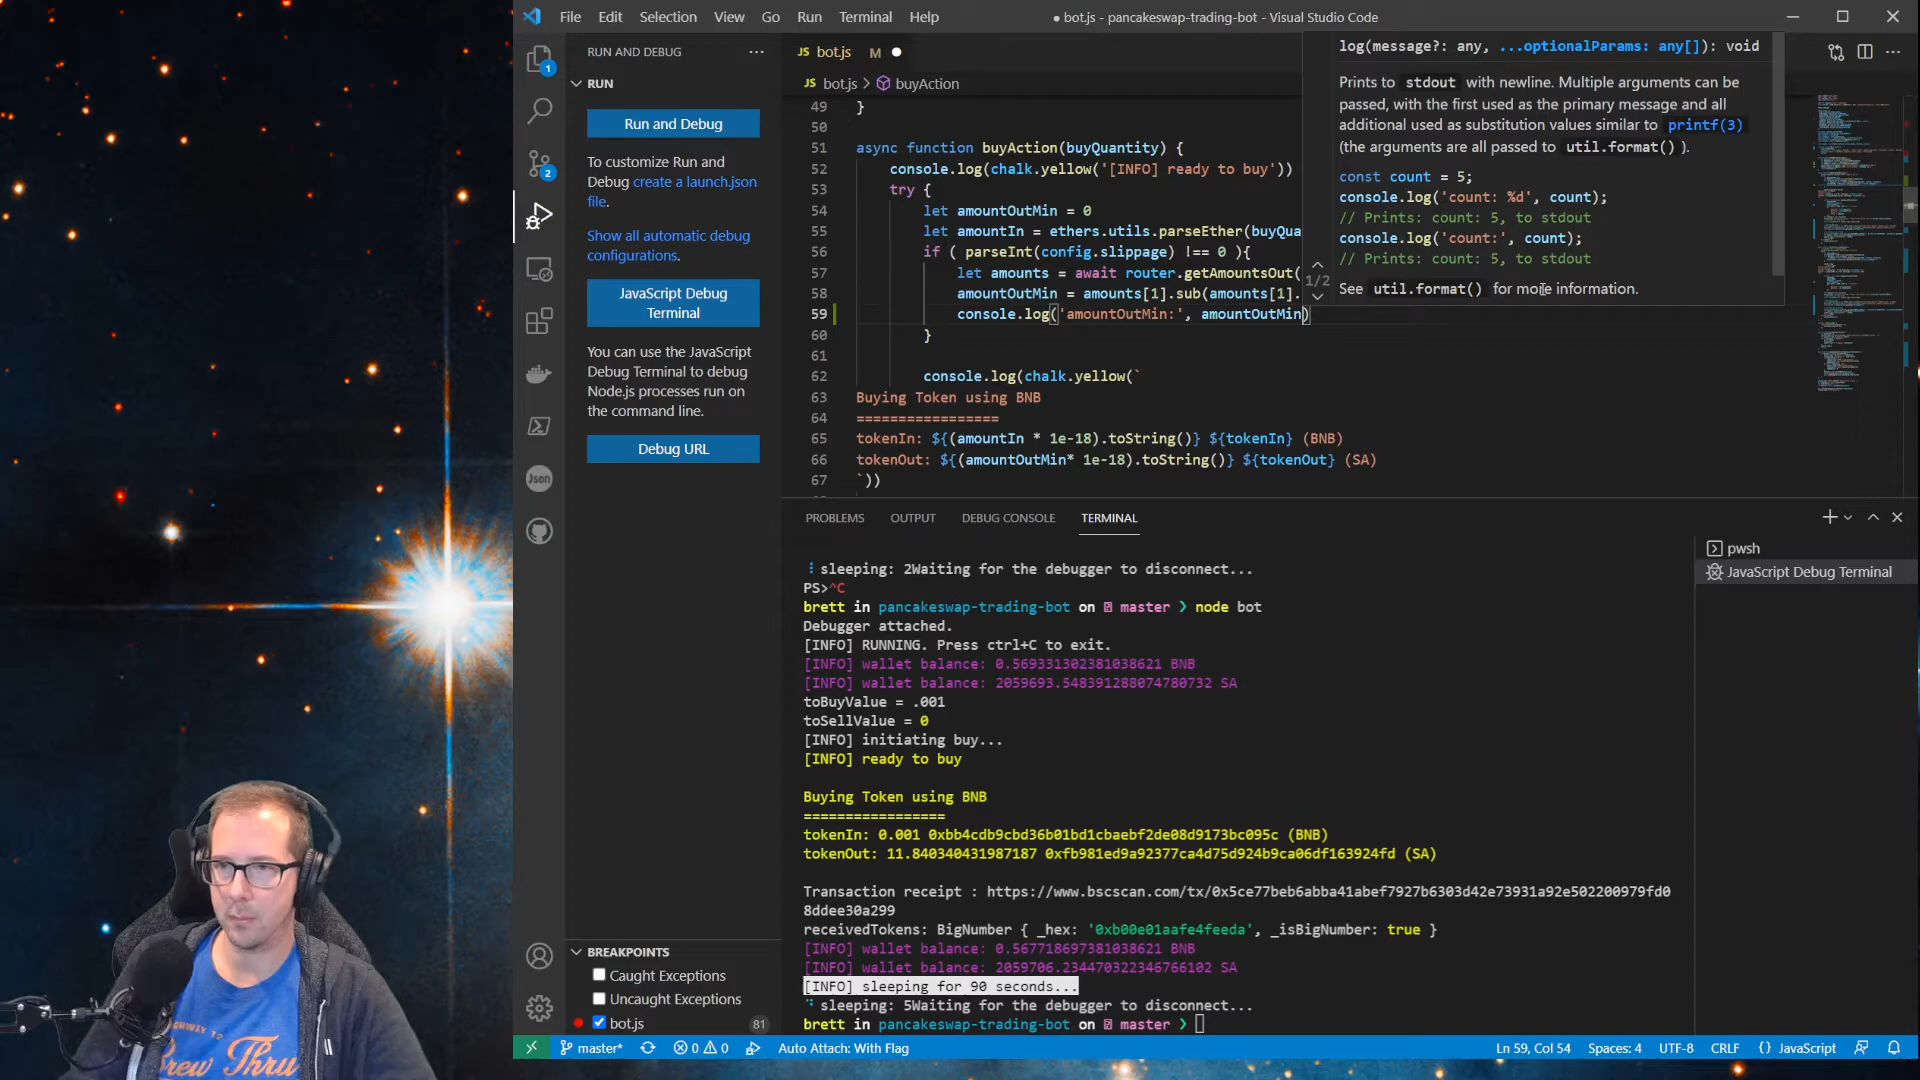 File Edit Selection View Go Run Terminal Help
● bot.js - pancakeswap-trading-bot - Visual Studio Code
RUN AND DEBUG ···
RUN
Run and Debug
To customize Run and
Debug create a launch.json
file.
Show all automatic debug
configurations.
JavaScript Debug
Terminal
You can use the JavaScript
Debug Terminal to debug
Node.js processes run on
the command line.
Debug URL
1
2
Json
BREAKPOINTS
Caught Exceptions
Uncaught Exceptions
bot.js 81
JS bot.js M ●
JS bot.js > buyAction
49 }
50
51 async function buyAction(buyQuantity) {
52 console.log(chalk.yellow('[INFO] ready to buy'))
53 try {
54 let amountOutMin = 0
55 let amountIn = ethers.utils.parseEther(buyQua
56 if ( parseInt(config.slippage) !== 0 ){
57 let amounts = await router.getAmountsOut(
58 amountOutMin = amounts[1].sub(amounts[1].
59 console.log('amountOutMin:', amountOutMin)
60 }
61
62 console.log(chalk.yellow(`
63 Buying Token using BNB
64 =================
65 tokenIn: ${(amountIn * 1e-18).toString()} ${tokenIn} (BNB)
66 tokenOut: ${(amountOutMin* 1e-18).toString()} ${tokenOut} (SA)
67 `))
log(message?: any, ...optionalParams: any[]): void
Prints to stdout with newline. Multiple arguments can be
passed, with the first used as the primary message and all
additional used as substitution values similar to printf(3)
(the arguments are all passed to util.format() ).
const count = 5;
console.log('count: %d', count);
// Prints: count: 5, to stdout
console.log('count:', count);
// Prints: count: 5, to stdout
1/2
See util.format() for more information.
PROBLEMS OUTPUT DEBUG CONSOLE TERMINAL
sleeping: 2Waiting for the debugger to disconnect...
PS>^C
brett in pancakeswap-trading-bot on master ❯ node bot
Debugger attached.
[INFO] RUNNING. Press ctrl+C to exit.
[INFO] wallet balance: 0.569331302381038621 BNB
[INFO] wallet balance: 2059693.548391288074780732 SA
toBuyValue = .001
toSellValue = 0
[INFO] initiating buy...
[INFO] ready to buy
Buying Token using BNB
=================
tokenIn: 0.001 0xbb4cdb9cbd36b01bd1cbaebf2de08d9173bc095c (BNB)
tokenOut: 11.840340431987187 0xfb981ed9a92377ca4d75d924b9ca06df163924fd (SA)
Transaction receipt : https://www.bscscan.com/tx/0x5ce77beb6abba41abef7927b6303d42e73931a92e502200979fd0
8ddee30a299
receivedTokens: BigNumber { _hex: '0xb00e01aafe4feeda', _isBigNumber: true }
[INFO] wallet balance: 0.567718697381038621 BNB
[INFO] wallet balance: 2059706.234470322346766102 SA
[INFO] sleeping for 90 seconds...
sleeping: 5Waiting for the debugger to disconnect...
brett in pancakeswap-trading-bot on master ❯
pwsh
JavaScript Debug Terminal
master* 0 0 Auto Attach: With Flag
Ln 59, Col 54 Spaces: 4 UTF-8 CRLF {} JavaScript
Brew Thru